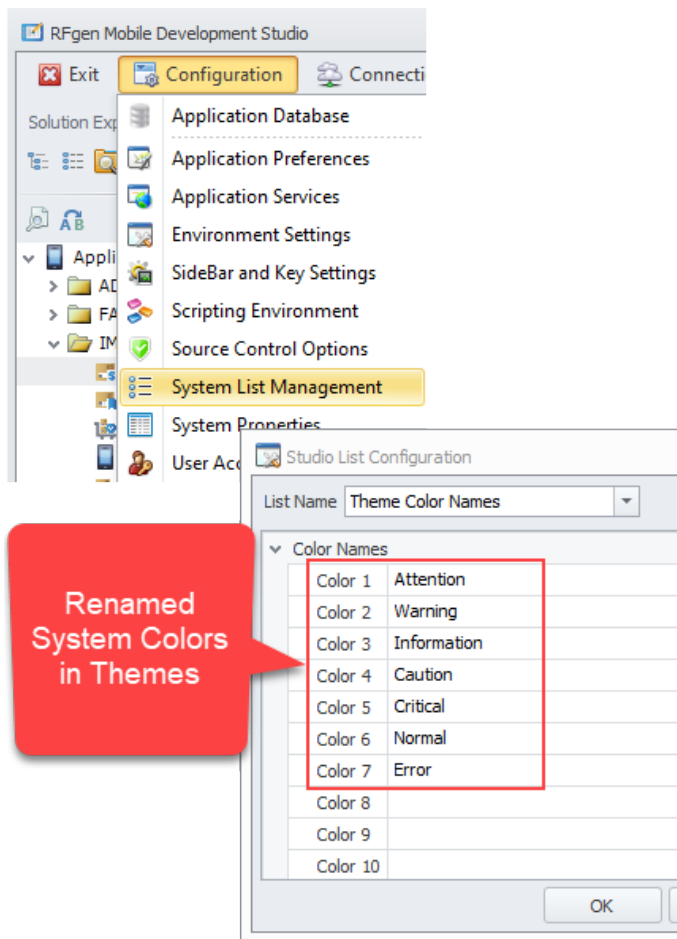 RFgen Mobile Development Studio
Exit Configuration
Solution
Application Database
Application Preferences
Application Services
Environment Settings
SideBar and Key Settings
Scripting Environment
Source Control Options
System List Management
System Properties
User
Studio List Configuration
List Name Theme Color Names
Color Names
Color 1 Attention
Color 2 Warning
Color 3 Information
Color 4 Caution
Color 5 Critical
Color 6 Normal
Color 7 Error
Color 8
Color 9
Color 10
OK
Renamed
System Colors
in Themes